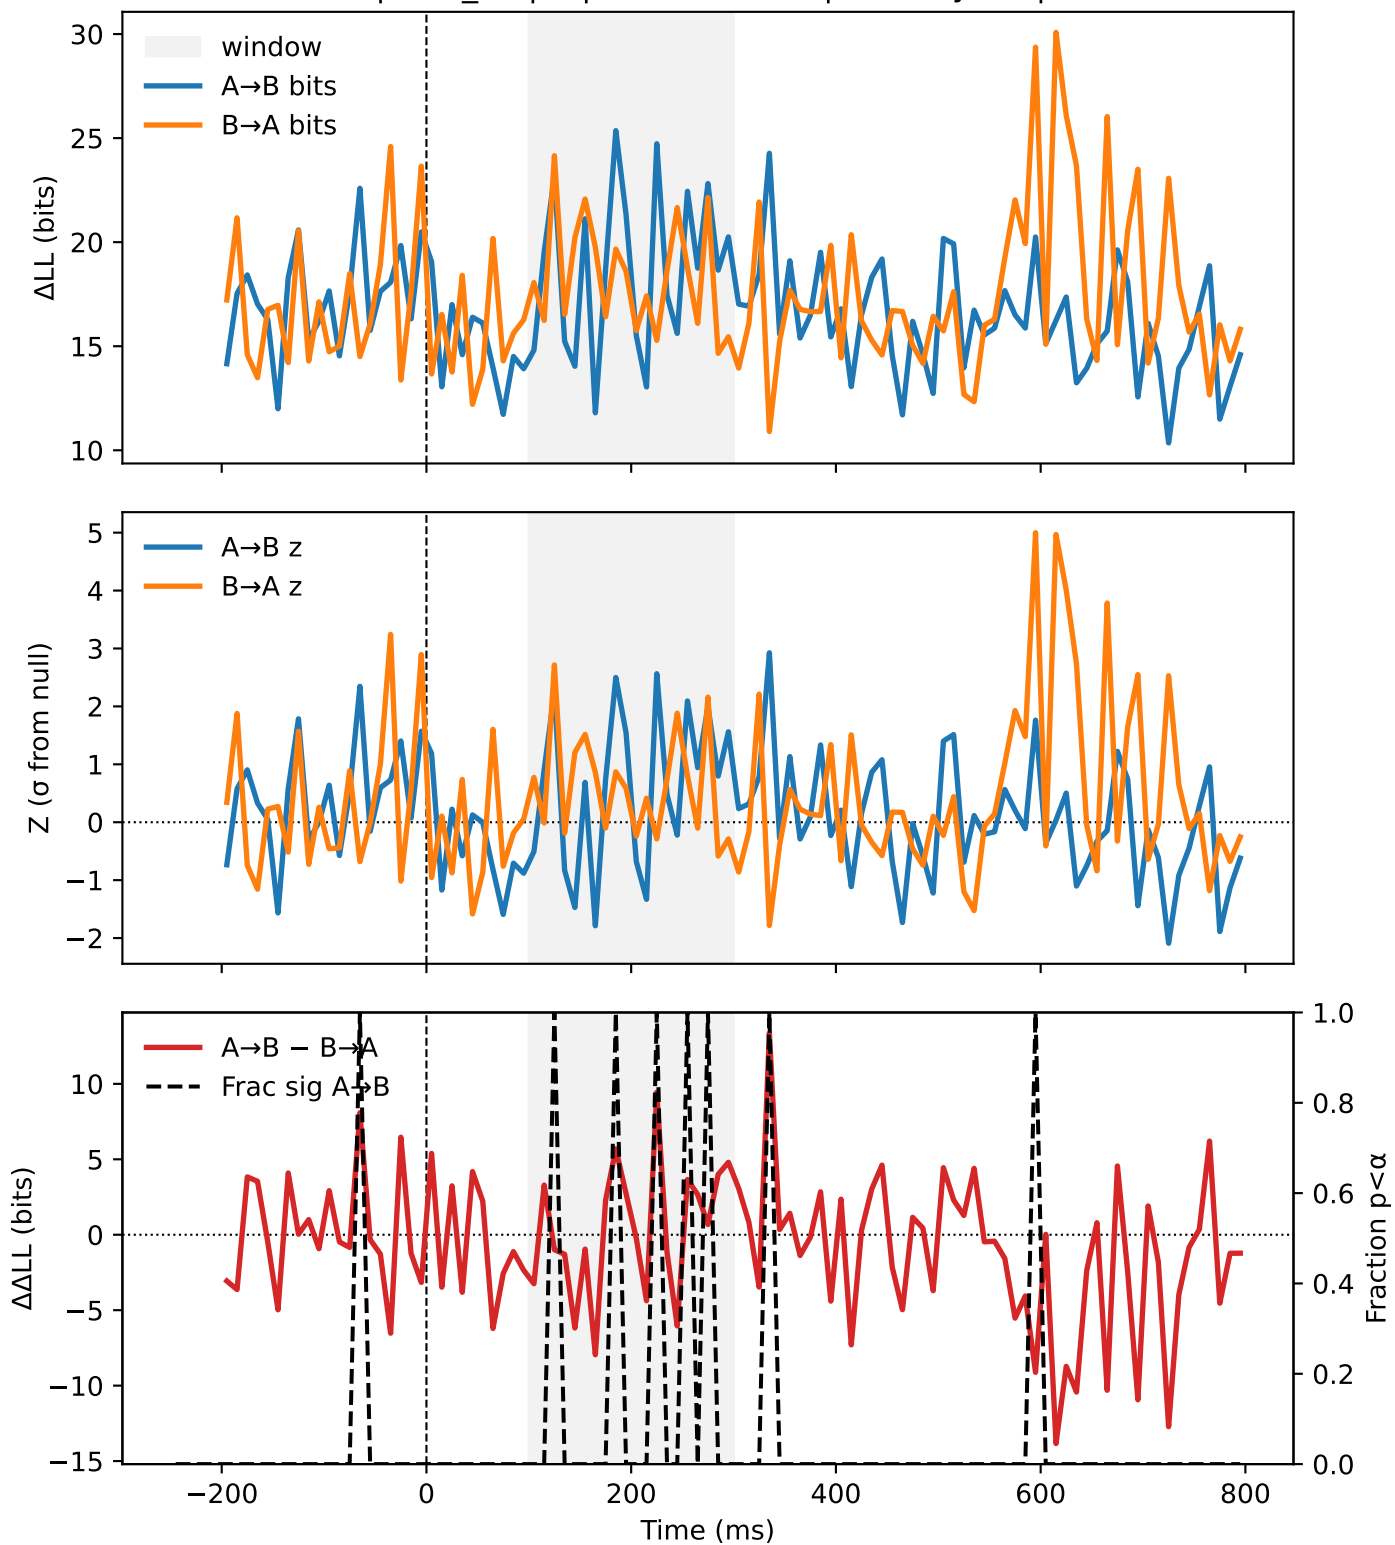 30
25
20
15
10
ΔLL (bits)
window
A→B bits
B→A bits
5
4
3
2
1
0
−1
−2
Z (σ from null)
A→B z
B→A z
10
5
0
−5
−10
−15
ΔΔLL (bits)
A→B − B→A
Frac sig A→B
1.0
0.8
0.6
0.4
0.2
0.0
Fraction p<α
−200 0 200 400 600 800
Time (ms)